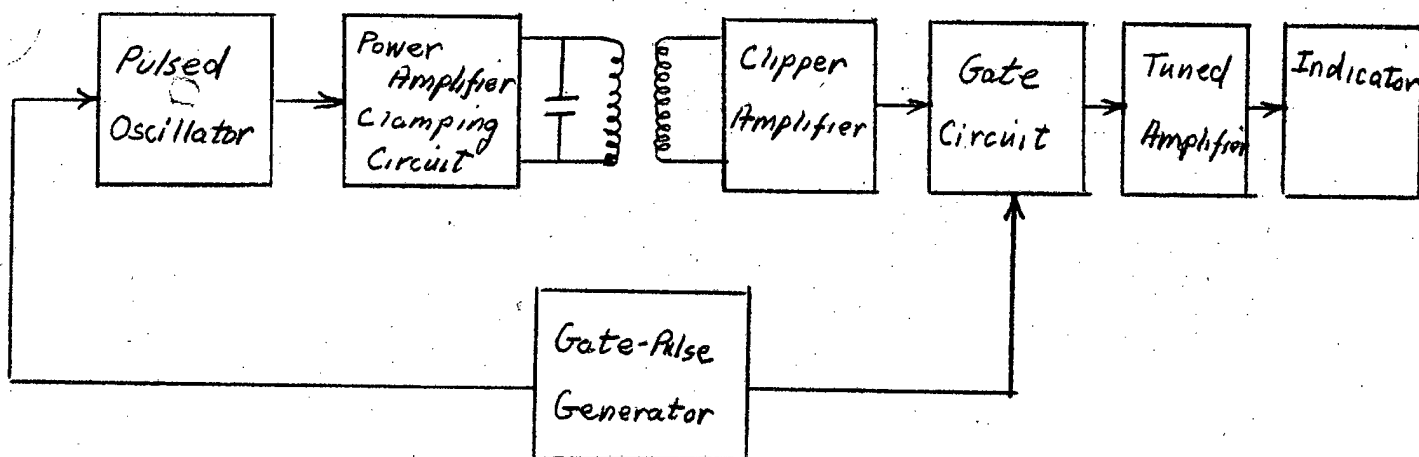 Pulsed
Oscillator
Power
Amplifier
Clamping
Circuit
Clipper
Amplifier
Gate
Circuit
Tuned
Amplifier
Indicator
Gate-Pulse
Generator